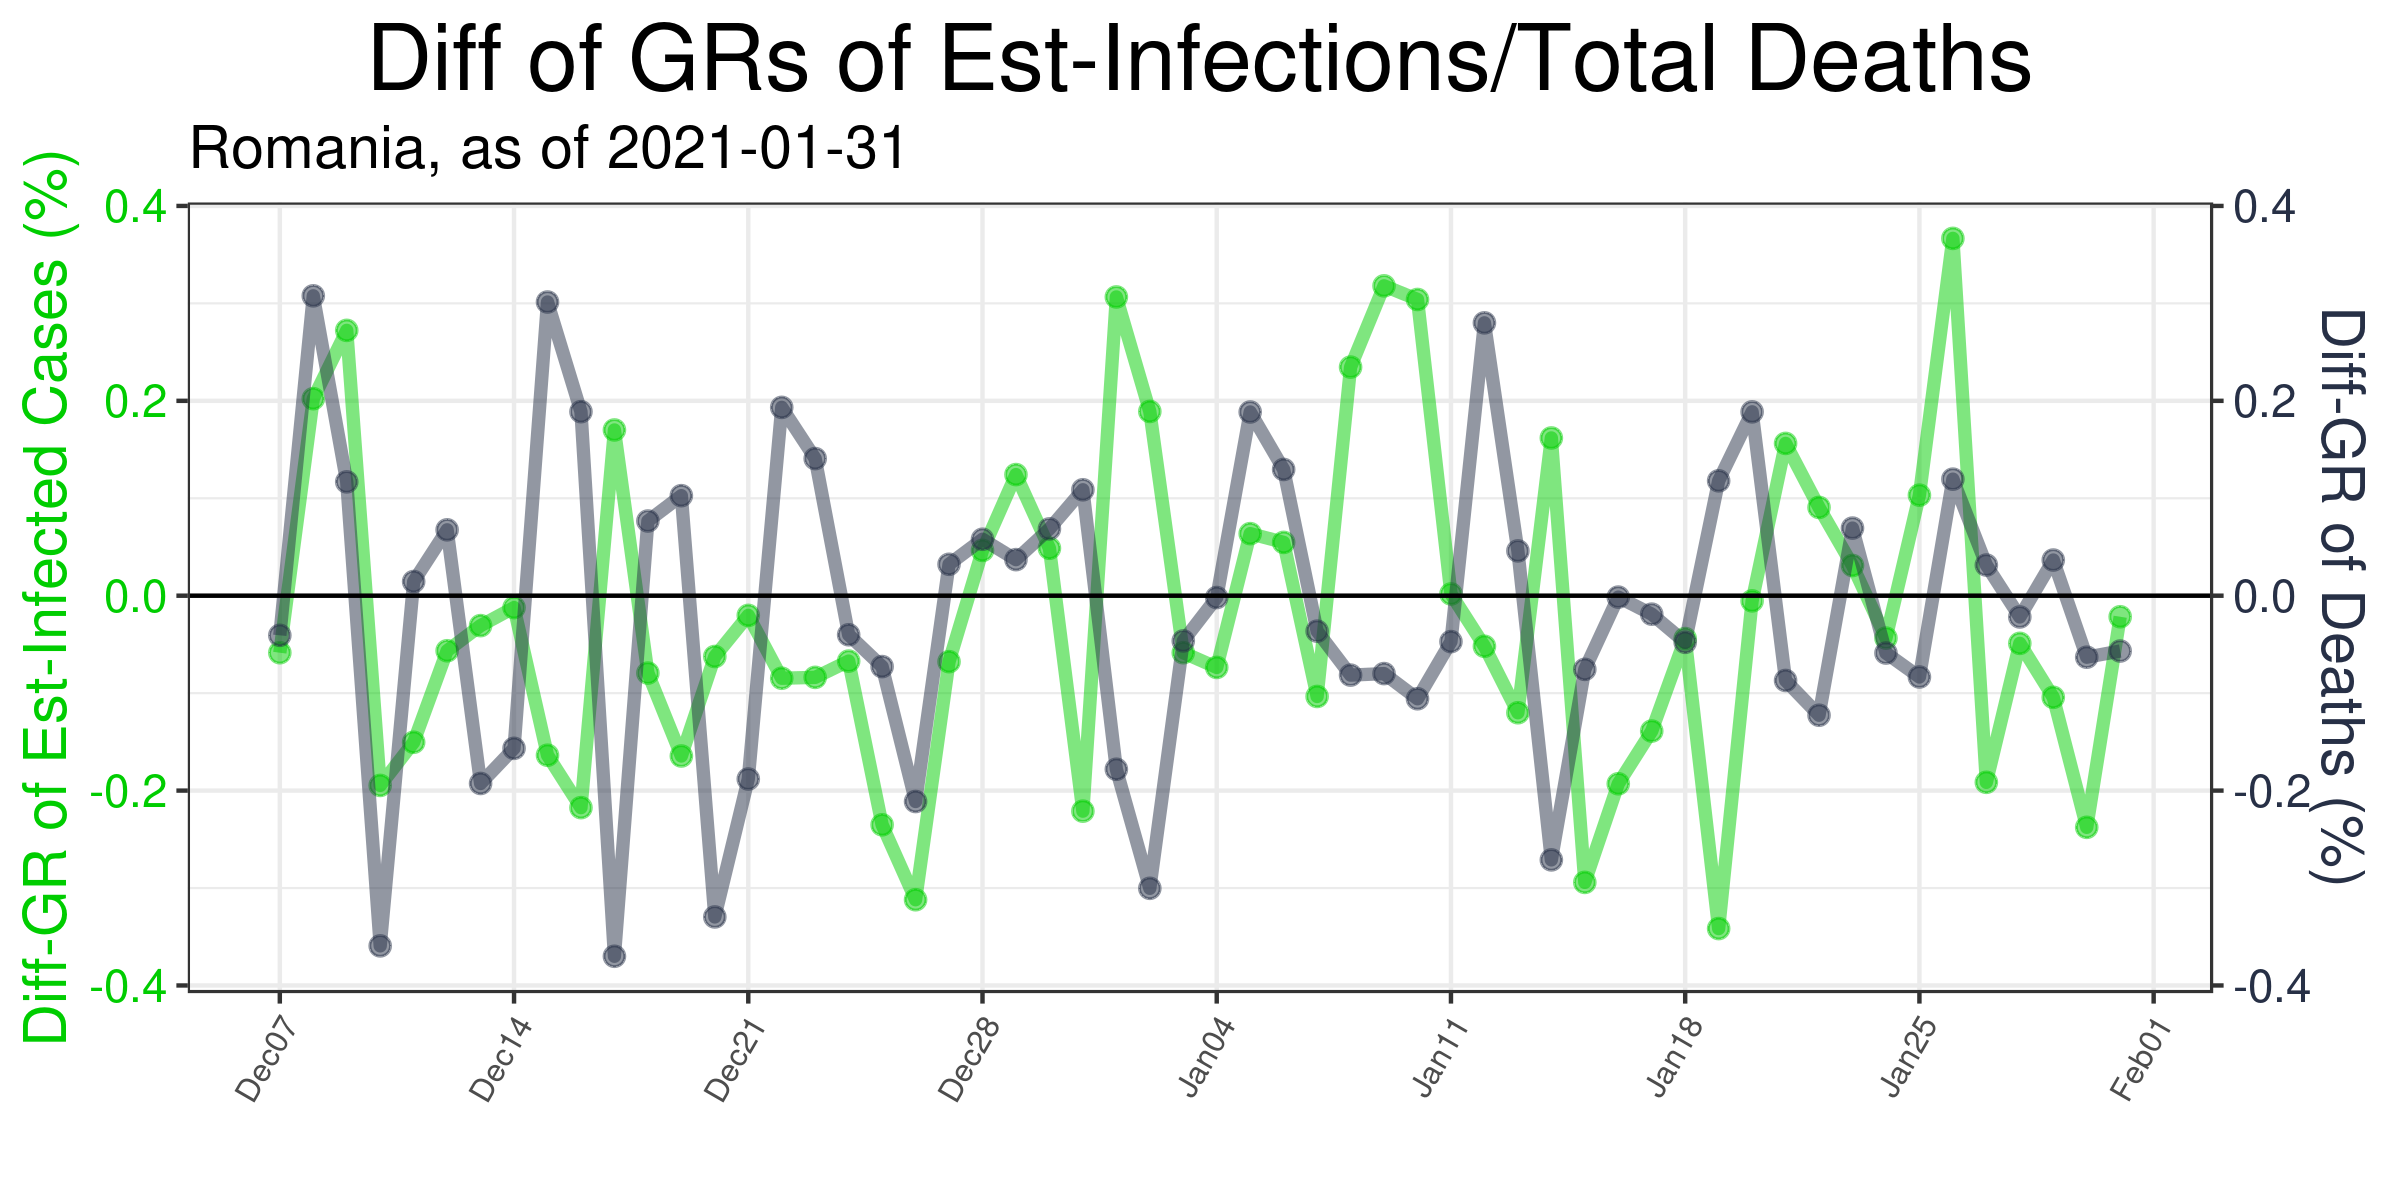 Diff of GRs of Est-Infections/Total Deaths
Romania, as of 2021-01-31
Diff-GR of Est-Infected Cases (%)
0.4
0.2
0.0
-0.2
-0.4
0.4
0.2
0.0
-0.2
-0.4
Diff-GR of Deaths (%)
Dec07
Dec14
Dec21
Dec28
Jan04
Jan11
Jan18
Jan25
Feb01